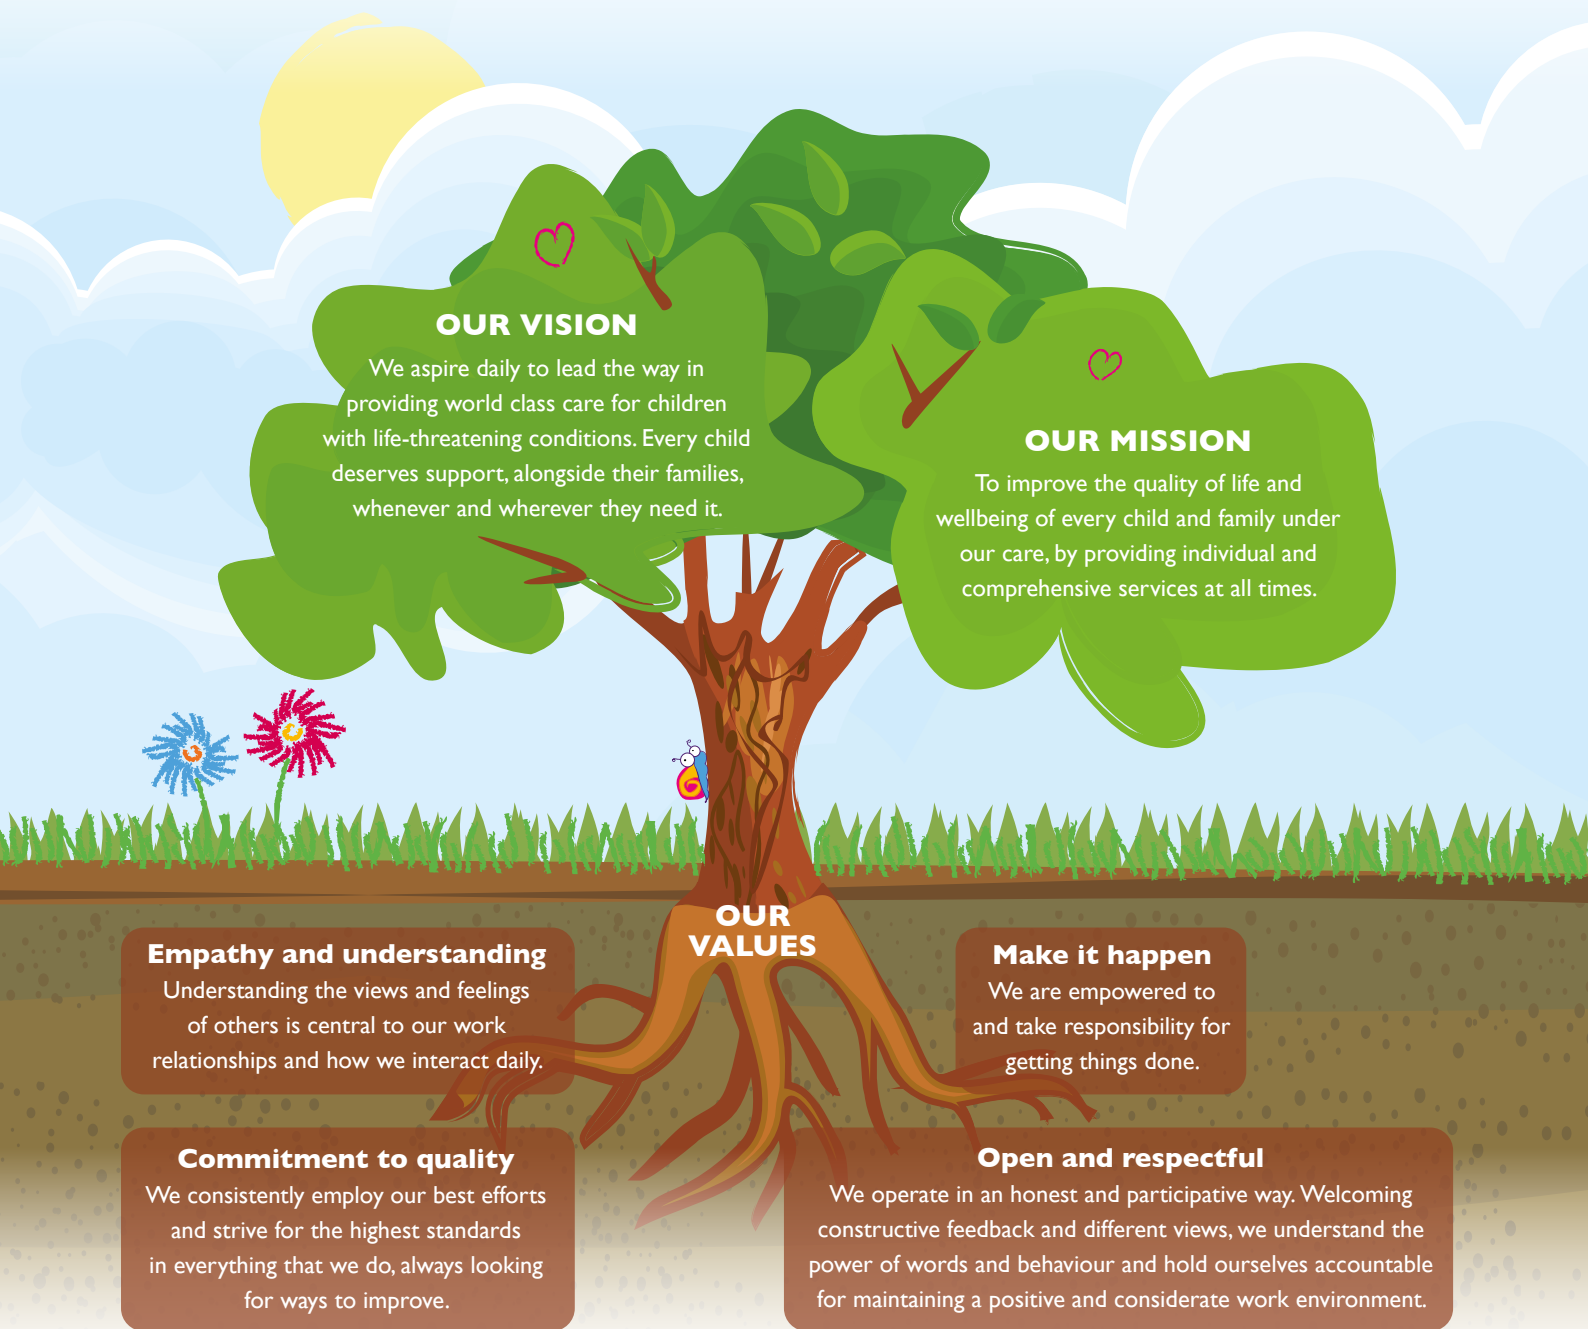 OUR VISION
We aspire daily to lead the way in
providing world class care for children
with life-threatening conditions. Every child
deserves support, alongside their families,
whenever and wherever they need it.
OUR MISSION
To improve the quality of life and
wellbeing of every child and family under
our care, by providing individual and
comprehensive services at all times.
OUR
VALUES
Empathy and understanding
Understanding the views and feelings
of others is central to our work
relationships and how we interact daily.
Make it happen
We are empowered to
and take responsibility for
getting things done.
Commitment to quality
We consistently employ our best efforts
and strive for the highest standards
in everything that we do, always looking
for ways to improve.
Open and respectful
We operate in an honest and participative way. Welcoming
constructive feedback and different views, we understand the
power of words and behaviour and hold ourselves accountable
for maintaining a positive and considerate work environment.